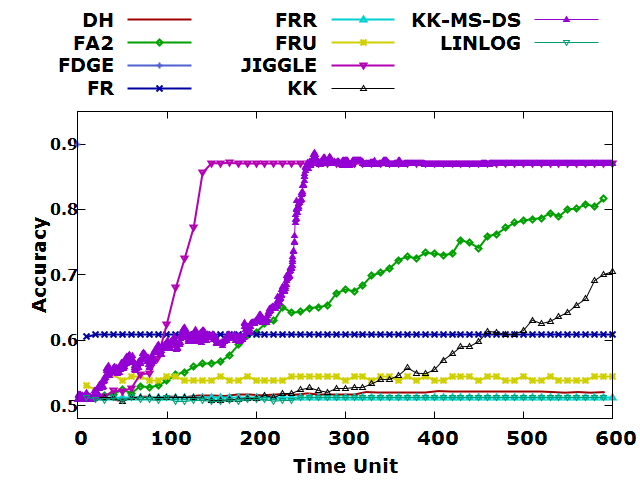 DH FRR KK-MS-DS
FA2 FRU LINLOG
FDGE JIGGLE
FR KK
0.9
0.8
0.7
0.6
0.5
Accuracy
0 100 200 300 400 500 600
Time Unit